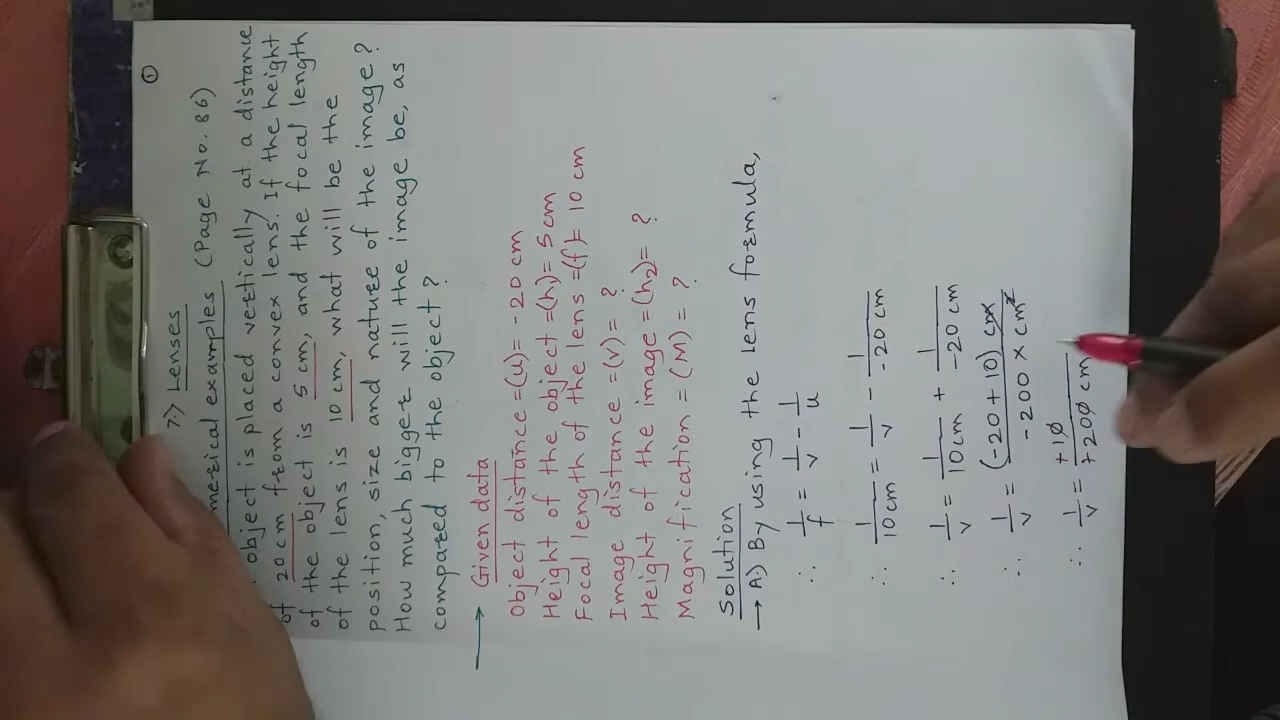 ①
7.) Lenses
merical examples (Page No. 86)
object is placed vertically at a distance
of 20 cm from a convex lens. If the height
of the object is 5 cm, and the focal length
of the lens is 10 cm, what will be the
position, size and nature of the image?
How much bigger will the image be, as
compared to the object?
→ Given data
Object distance =(u)= -20 cm
Height of the object =(h1)= 5 cm
Focal length of the lens =(f)= 10 cm
Image distance =(v)= ?
Height of the image =(h2)= ?
Magnification =(M)= ?
Solution
→ A.) By using the lens formula,
∴ 1/f = 1/v - 1/u
∴ 1/10 cm = 1/v - 1/-20 cm
∴ 1/v = 1/10 cm + 1/-20 cm
∴ 1/v = (-20+10) cm/-200 × cm²
∴ 1/v = +10/+200 cm